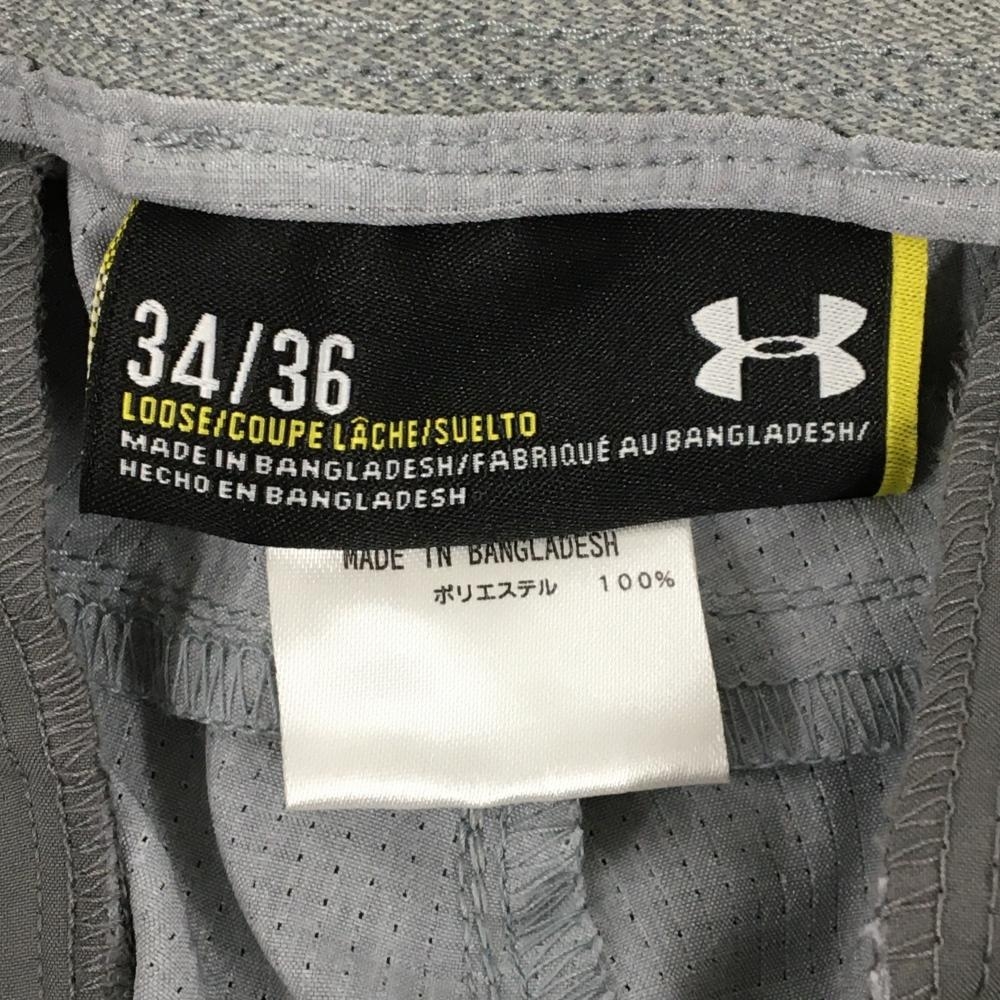 34/36
LOOSE/COUPE LÂCHE/SUELTO
MADE IN BANGLADESH/FABRIQUÉ AU BANGLADESH/
HECHO EN BANGLADESH
MADE IN BANGLADESH
ポリエステル 100%